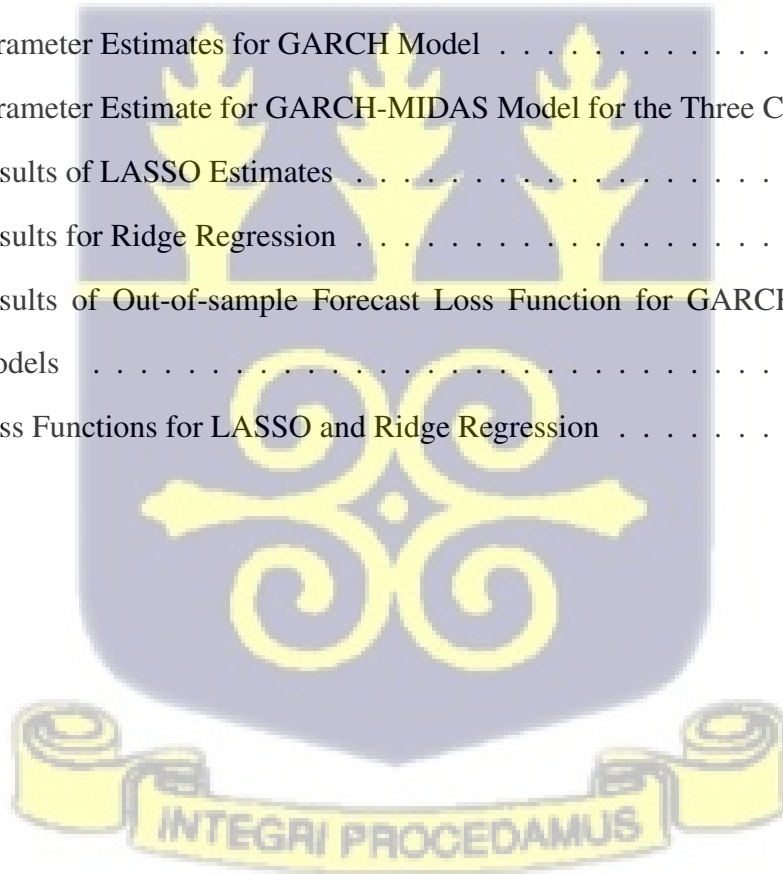 rameter Estimates for GARCH Model . . . . . . . . . . .
rameter Estimate for GARCH-MIDAS Model for the Three C
sults of LASSO Estimates . . . . . . . . . . . . . . . .
sults for Ridge Regression . . . . . . . . . . . . . . . .
sults of Out-of-sample Forecast Loss Function for GARCH
odels . . . . . . . . . . . . . . . . . . . . . . . . . .
ss Functions for LASSO and Ridge Regression . . . . . . .
INTEGRI PROCEDAMUS